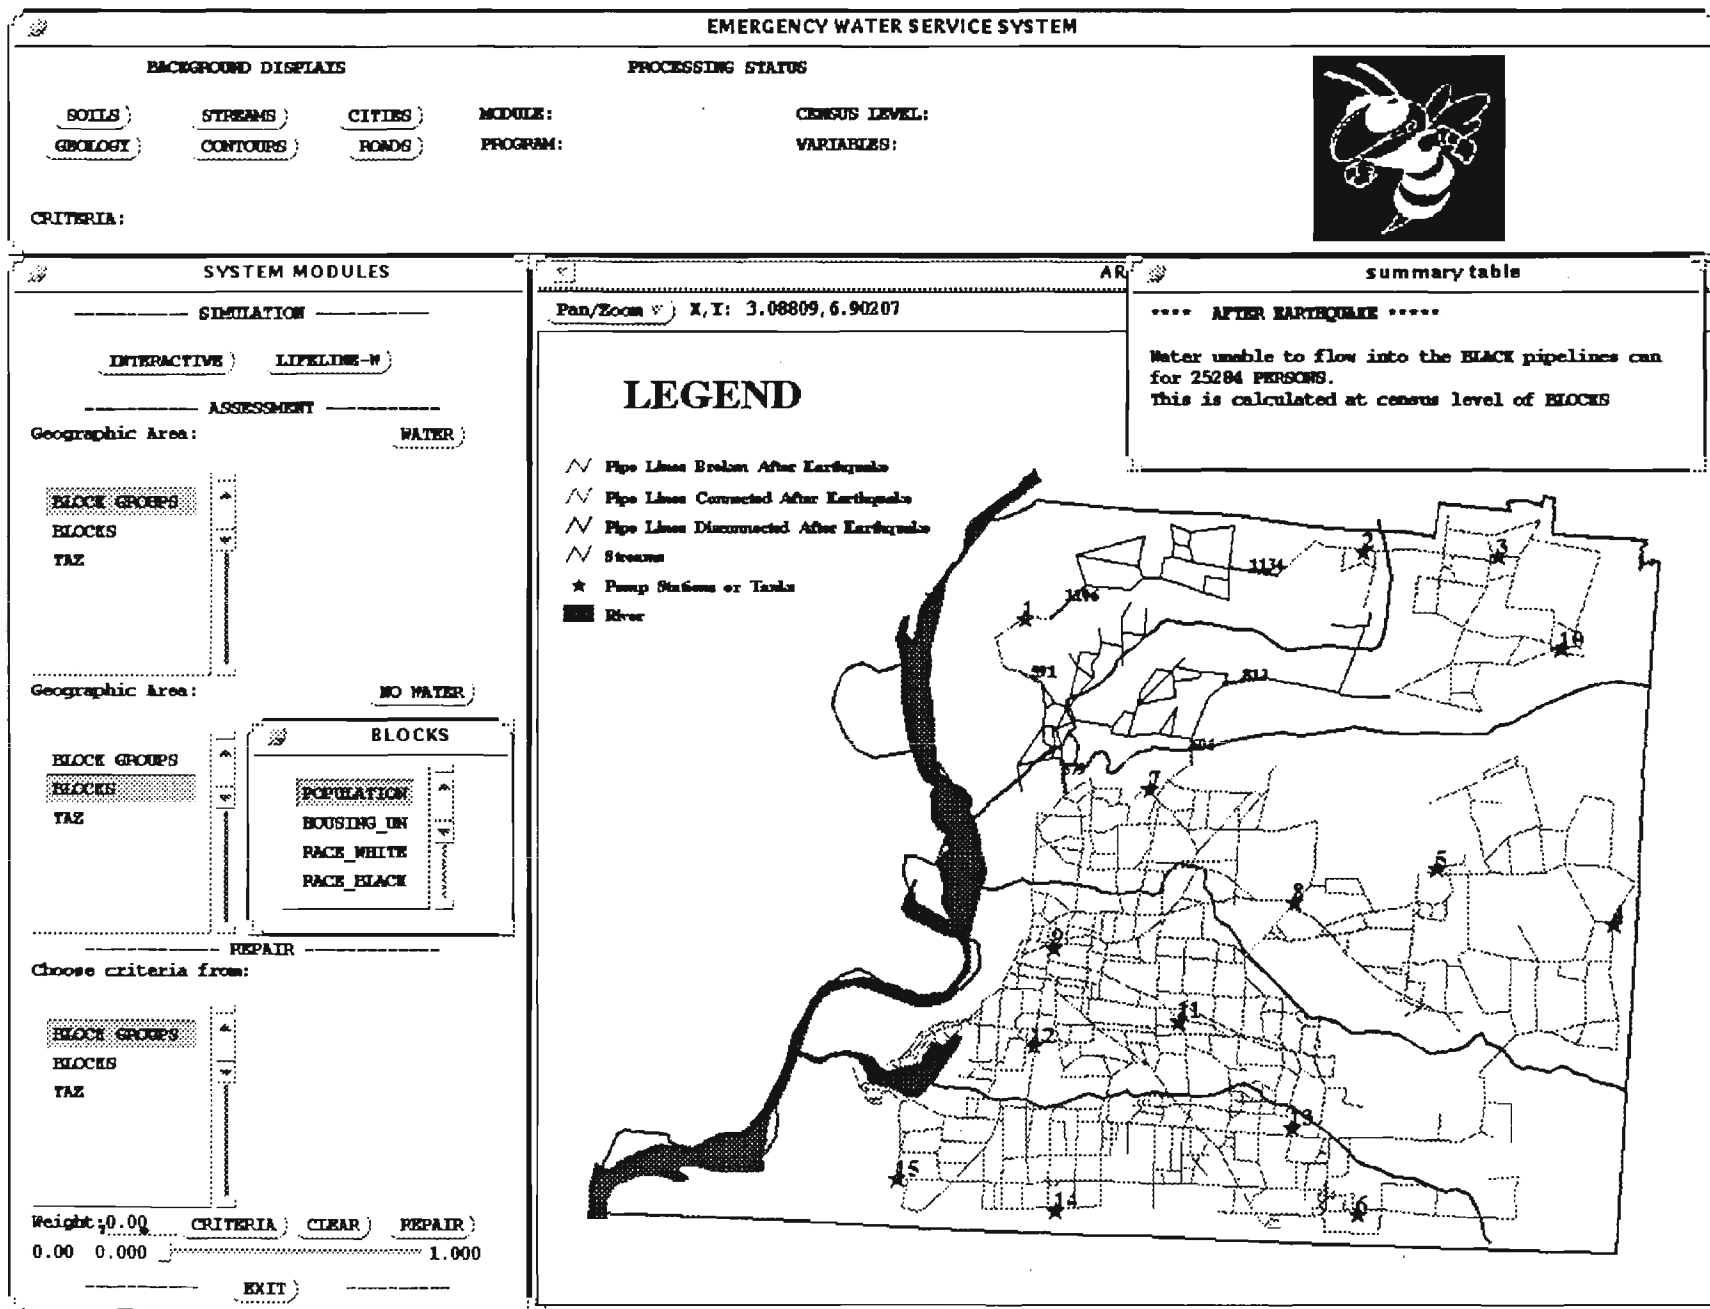 EMERGENCY WATER SERVICE SYSTEM
BACKGROUND DISPLAYS
PROCESSING STATUS
SOILS STREAMS CITIES
MODULE:
CENSUS LEVEL:
GEOLOGY CONTOURS ROADS
PROGRAM:
VARIABLES:
CRITERIA:
SYSTEM MODULES
SIMULATION
INTERACTIVE LIFELINE-W
ASSESSMENT
Geographic Area: WATER
BLOCK GROUPS
BLOCKS
TAZ
Geographic Area: NO WATER
BLOCK GROUPS
BLOCKS
TAZ
BLOCKS
POPULATION
HOUSING_UN
RACE_WHITE
RACE_BLACK
REPAIR
Choose criteria from:
BLOCK GROUPS
BLOCKS
TAZ
Weight:0.00 CRITERIA CLEAR REPAIR
0.00 0.000 1.000
EXIT
AR
Pan/Zoom X,Y: 3.08809,6.90207
summary table
**** AFTER EARTHQUAKE *****
Water unable to flow into the BLACK pipelines can
for 25284 PERSONS.
This is calculated at census level of BLOCKS
LEGEND
Pipe Lines Broken After Earthquake
Pipe Lines Connected After Earthquake
Pipe Lines Disconnected After Earthquake
Streams
Pump Stations or Tanks
River
2
3
1134
1
10
812
7
5
8
4
9
11
12
13
15
14
6